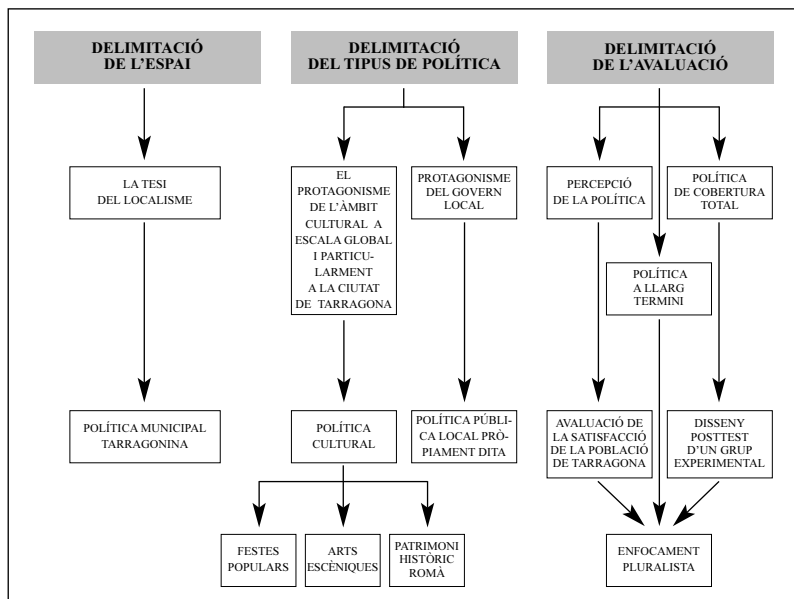 DELIMITACIÓ
DE L’ESPAI
DELIMITACIÓ
DEL TIPUS DE POLÍTICA
DELIMITACIÓ
DE L’AVALUACIÓ
LA TESI
DEL LOCALISME
EL
PROTAGONISME
DE L’ÀMBIT
CULTURAL A
ESCALA GLOBAL
I PARTICU-
LARMENT
A LA CIUTAT
DE TARRAGONA
PROTAGONISME
DEL GOVERN
LOCAL
PERCEPCIÓ
DE LA POLÍTICA
POLÍTICA
DE COBERTURA
TOTAL
POLÍTICA
A LLARG
TERMINI
POLÍTICA MUNICIPAL
TARRAGONINA
POLÍTICA
CULTURAL
POLÍTICA PÚBLI-
CA LOCAL PRÒ-
PIAMENT DITA
AVALUACIÓ DE
LA SATISFACCIÓ
DE LA POBLACIÓ
DE TARRAGONA
DISSENY
POSTTEST
D’UN GRUP
EXPERIMENTAL
FESTES
POPULARS
ARTS
ESCÈNIQUES
PATRIMONI
HISTÒRIC
ROMÀ
ENFOCAMENT
PLURALISTA